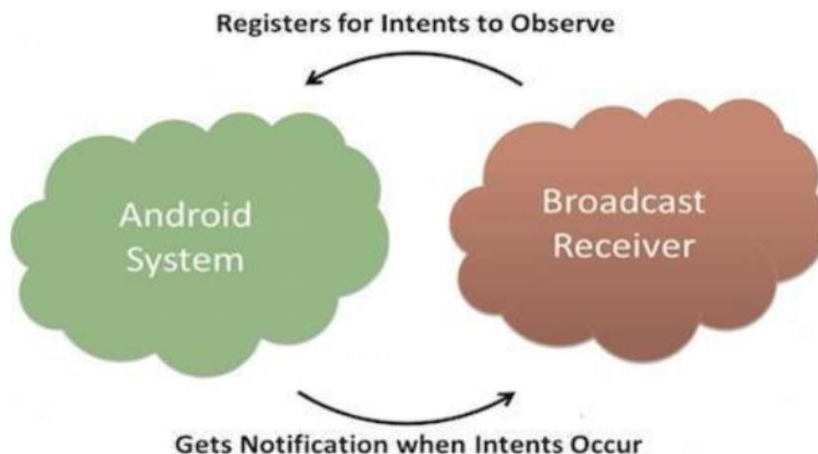 Registers for Intents to Observe
Android
System
Broadcast
Receiver
Gets Notification when Intents Occur